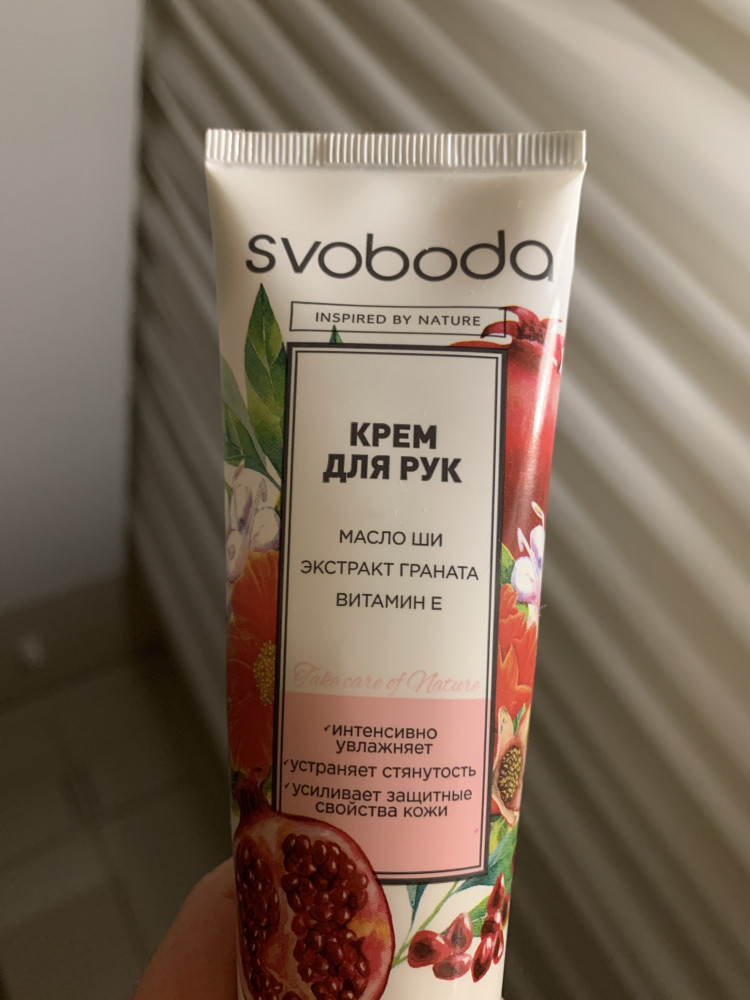 svoboda
INSPIRED BY NATURE
КРЕМ
ДЛЯ РУК
МАСЛО ШИ
ЭКСТРАКТ ГРАНАТА
ВИТАМИН Е
Take care of Nature
✓интенсивно
увлажняет
✓устраняет стянутость
✓усиливает защитные
свойства кожи